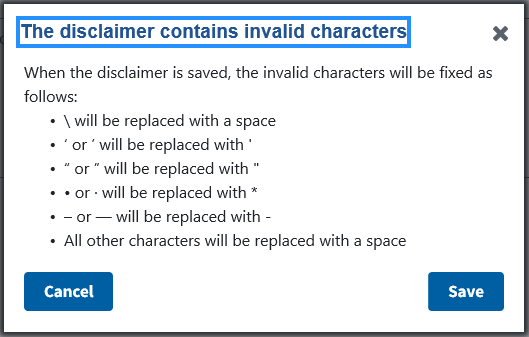 The disclaimer contains invalid characters
When the disclaimer is saved, the invalid characters will be fixed as
follows:
• \ will be replaced with a space
• ‘ or ’ will be replaced with '
• “ or ” will be replaced with "
• • or · will be replaced with *
• – or — will be replaced with -
• All other characters will be replaced with a space
Cancel
Save